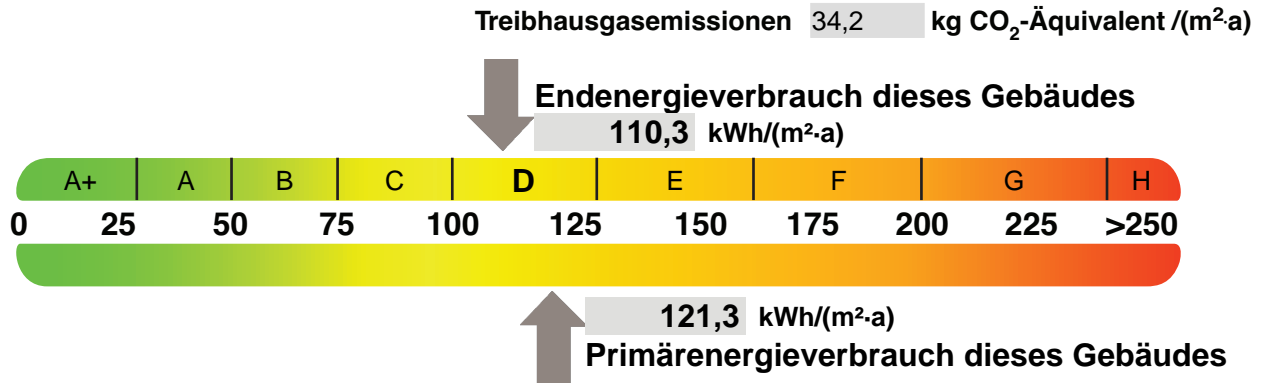 Treibhausgasemissionen 34,2 kg CO₂-Äquivalent /(m²·a)
Endenergieverbrauch dieses Gebäudes
110,3 kWh/(m²·a)
A+ A B C D E F G H
0 25 50 75 100 125 150 175 200 225 >250
121,3 kWh/(m²·a)
Primärenergieverbrauch dieses Gebäudes